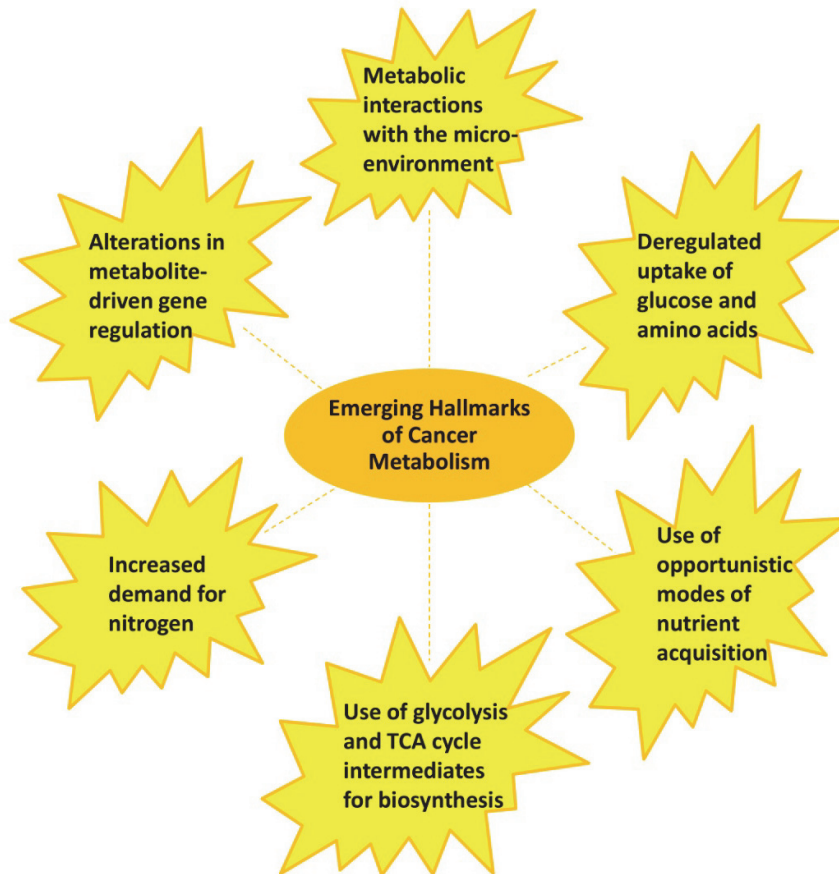 Metabolic
interactions
with the micro-
environment
Deregulated
uptake of
glucose and
amino acids
Alterations in
metabolite-
driven gene
regulation
Emerging Hallmarks
of Cancer
Metabolism
Use of
opportunistic
modes of
nutrient
acquisition
Increased
demand for
nitrogen
Use of glycolysis
and TCA cycle
intermediates
for biosynthesis